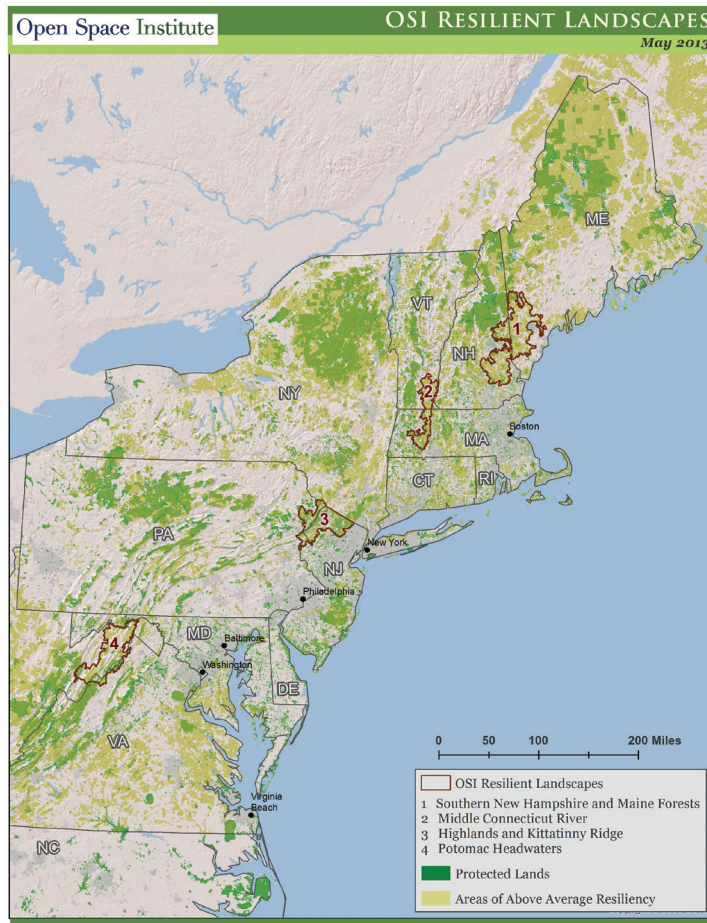 Open Space Institute
OSI RESILIENT LANDSCAPES
May 2013
ME
VT
1
NH
NY
2
Boston
MA
CT
RI
3
PA
New York
NJ
Philadelphia
4
MD
Baltimore
Washington
DE
VA
Virginia
Beach
NC
0 50 100 200 Miles
OSI Resilient Landscapes
1 Southern New Hampshire and Maine Forests
2 Middle Connecticut River
3 Highlands and Kittatinny Ridge
4 Potomac Headwaters
Protected Lands
Areas of Above Average Resiliency